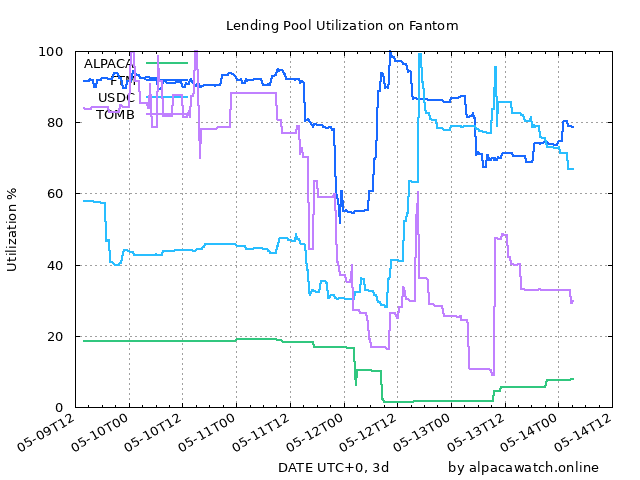 Lending Pool Utilization on Fantom
100
80
60
40
20
0
Utilization %
ALPACA
FTM
USDC
TOMB
05-09T12
05-10T00
05-10T12
05-11T00
05-11T12
05-12T00
05-12T12
05-13T00
05-13T12
05-14T00
05-14T12
DATE UTC+0, 3d
by alpacawatch.online